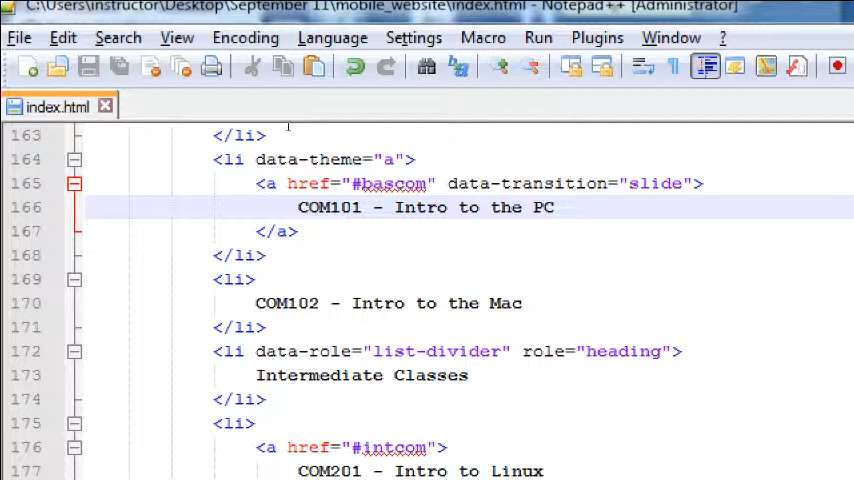 C:\Users\instructor\Desktop\September 11\mobile_website\index.html - Notepad++ [Administrator]
File Edit Search View Encoding Language Settings Macro Run Plugins Window ?
index.html
163 </li>
164 <li data-theme="a">
165 <a href="#bascom" data-transition="slide">
166 COM101 - Intro to the PC
167 </a>
168 </li>
169 <li>
170 COM102 - Intro to the Mac
171 </li>
172 <li data-role="list-divider" role="heading">
173 Intermediate Classes
174 </li>
175 <li>
176 <a href="#intcom">
177 COM201 - Intro to Linux